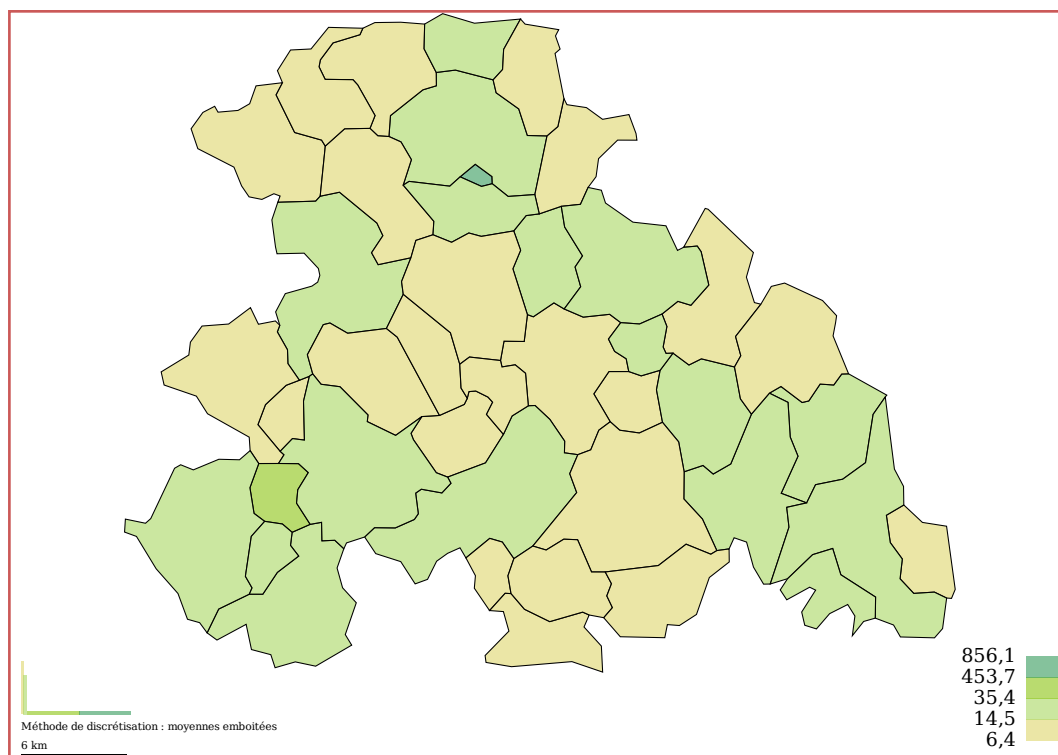 856,1
453,7
35,4
14,5
6,4
Méthode de discrétisation : moyennes emboitées
6 km